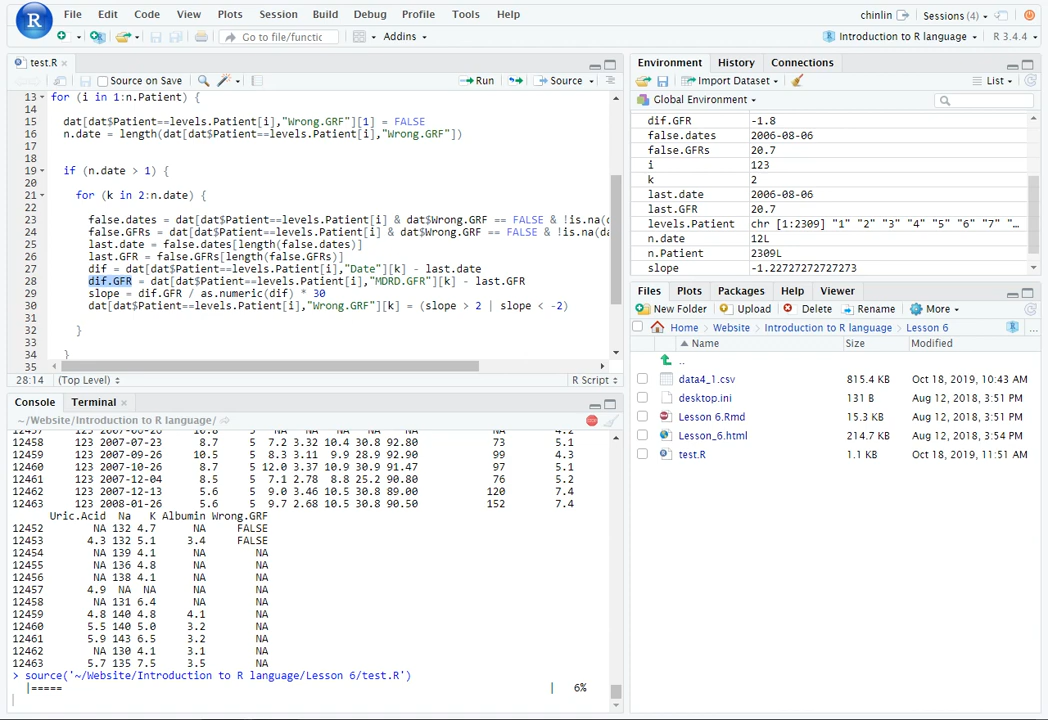 File Edit Code View Plots Session Build Debug Profile Tools Help chinlin Sessions (4)
Go to file/functic Addins Introduction to R language R 3.4.4
test.R
Source on Save Run Source
13 for (i in 1:n.Patient) {
14
15 dat[dat$Patient==levels.Patient[i],"Wrong.GRF"][1] = FALSE
16 n.date = length(dat[dat$Patient==levels.Patient[i],"Wrong.GRF"])
17
18
19 if (n.date > 1) {
20
21 for (k in 2:n.date) {
22
23 false.dates = dat[dat$Patient==levels.Patient[i] & dat$Wrong.GRF == FALSE & !is.na(da
24 false.GFRs = dat[dat$Patient==levels.Patient[i] & dat$Wrong.GRF == FALSE & !is.na(dat
25 last.date = false.dates[length(false.dates)]
26 last.GFR = false.GFRs[length(false.GFRs)]
27 dif = dat[dat$Patient==levels.Patient[i],"Date"][k] - last.date
28 dif.GFR = dat[dat$Patient==levels.Patient[i],"MDRD.GFR"][k] - last.GFR
29 slope = dif.GFR / as.numeric(dif) * 30
30 dat[dat$Patient==levels.Patient[i],"Wrong.GRF"][k] = (slope > 2 | slope < -2)
31
32 }
33
34 }
35
28:14 (Top Level) R Script
Console Terminal
~/Website/Introduction to R language/
12458 123 2007-07-23 8.7 5 7.2 3.32 10.4 30.8 92.80 73 5.1
12459 123 2007-09-26 10.5 5 8.3 3.11 9.9 28.9 92.90 99 4.3
12460 123 2007-10-26 8.7 5 12.0 3.37 10.9 30.9 91.47 97 5.1
12461 123 2007-12-04 8.5 5 7.1 2.78 8.8 25.2 90.80 76 5.2
12462 123 2007-12-13 5.6 5 9.0 3.46 10.5 30.8 89.00 120 7.4
12463 123 2008-01-26 5.6 5 9.7 2.68 10.5 30.8 90.50 152 7.4
Uric.Acid Na K Albumin Wrong.GRF
12452 NA 132 4.7 NA FALSE
12453 4.3 132 5.1 3.4 FALSE
12454 NA 139 4.1 NA NA
12455 NA 136 4.8 NA NA
12456 NA 138 4.1 NA NA
12457 4.9 NA NA NA NA
12458 NA 131 6.4 NA NA
12459 4.8 140 4.8 4.1 NA
12460 5.5 140 5.0 3.2 NA
12461 5.9 143 6.5 3.2 NA
12462 NA 130 4.1 3.1 NA
12463 5.7 135 7.5 3.5 NA
> source('~/Website/Introduction to R language/Lesson 6/test.R')
|===== | 6%
Environment History Connections
Import Dataset List
Global Environment
dif.GFR -1.8
false.dates 2006-08-06
false.GFRs 20.7
i 123
k 2
last.date 2006-08-06
last.GFR 20.7
levels.Patient chr [1:2309] "1" "2" "3" "4" "5" "6" "7" "…
n.date 12L
n.Patient 2309L
slope -1.22727272727273
Files Plots Packages Help Viewer
New Folder Upload Delete Rename More
Home Website Introduction to R language Lesson 6 ...
Name Size Modified
..
data4_1.csv 815.4 KB Oct 18, 2019, 10:43 AM
desktop.ini 131 B Aug 12, 2018, 3:51 PM
Lesson 6.Rmd 15.3 KB Aug 12, 2018, 3:51 PM
Lesson_6.html 214.7 KB Aug 12, 2018, 3:54 PM
test.R 1.1 KB Oct 18, 2019, 11:51 AM